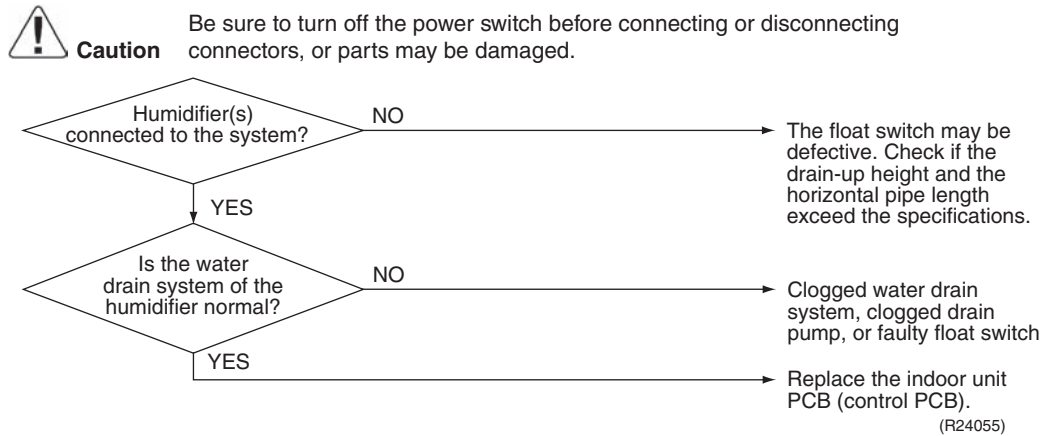 Be sure to turn off the power switch before connecting or disconnecting
Caution connectors, or parts may be damaged.
Humidifier(s)
connected to the system?
NO
The float switch may be
defective. Check if the
drain-up height and the
horizontal pipe length
exceed the specifications.
YES
Is the water
drain system of the
humidifier normal?
NO
Clogged water drain
system, clogged drain
pump, or faulty float switch
YES
Replace the indoor unit
PCB (control PCB).
(R24055)